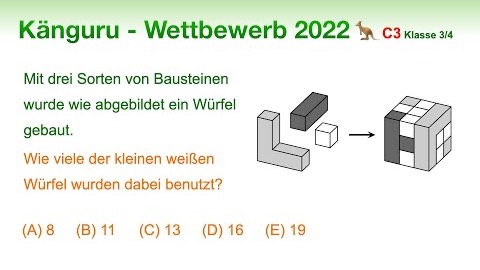 Känguru - Wettbewerb 2022 🦘 C3 Klasse 3/4
Mit drei Sorten von Bausteinen
wurde wie abgebildet ein Würfel
gebaut.
Wie viele der kleinen weißen
Würfel wurden dabei benutzt?
(A) 8 (B) 11 (C) 13 (D) 16 (E) 19